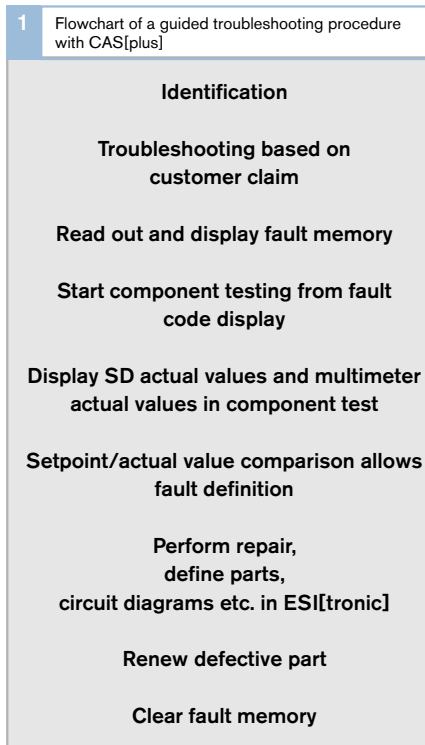 1
Flowchart of a guided troubleshooting procedure
with CAS[plus]
Identification
Troubleshooting based on
customer claim
Read out and display fault memory
Start component testing from fault
code display
Display SD actual values and multimeter
actual values in component test
Setpoint/actual value comparison allows
fault definition
Perform repair,
define parts,
circuit diagrams etc. in ESI[tronic]
Renew defective part
Clear fault memory